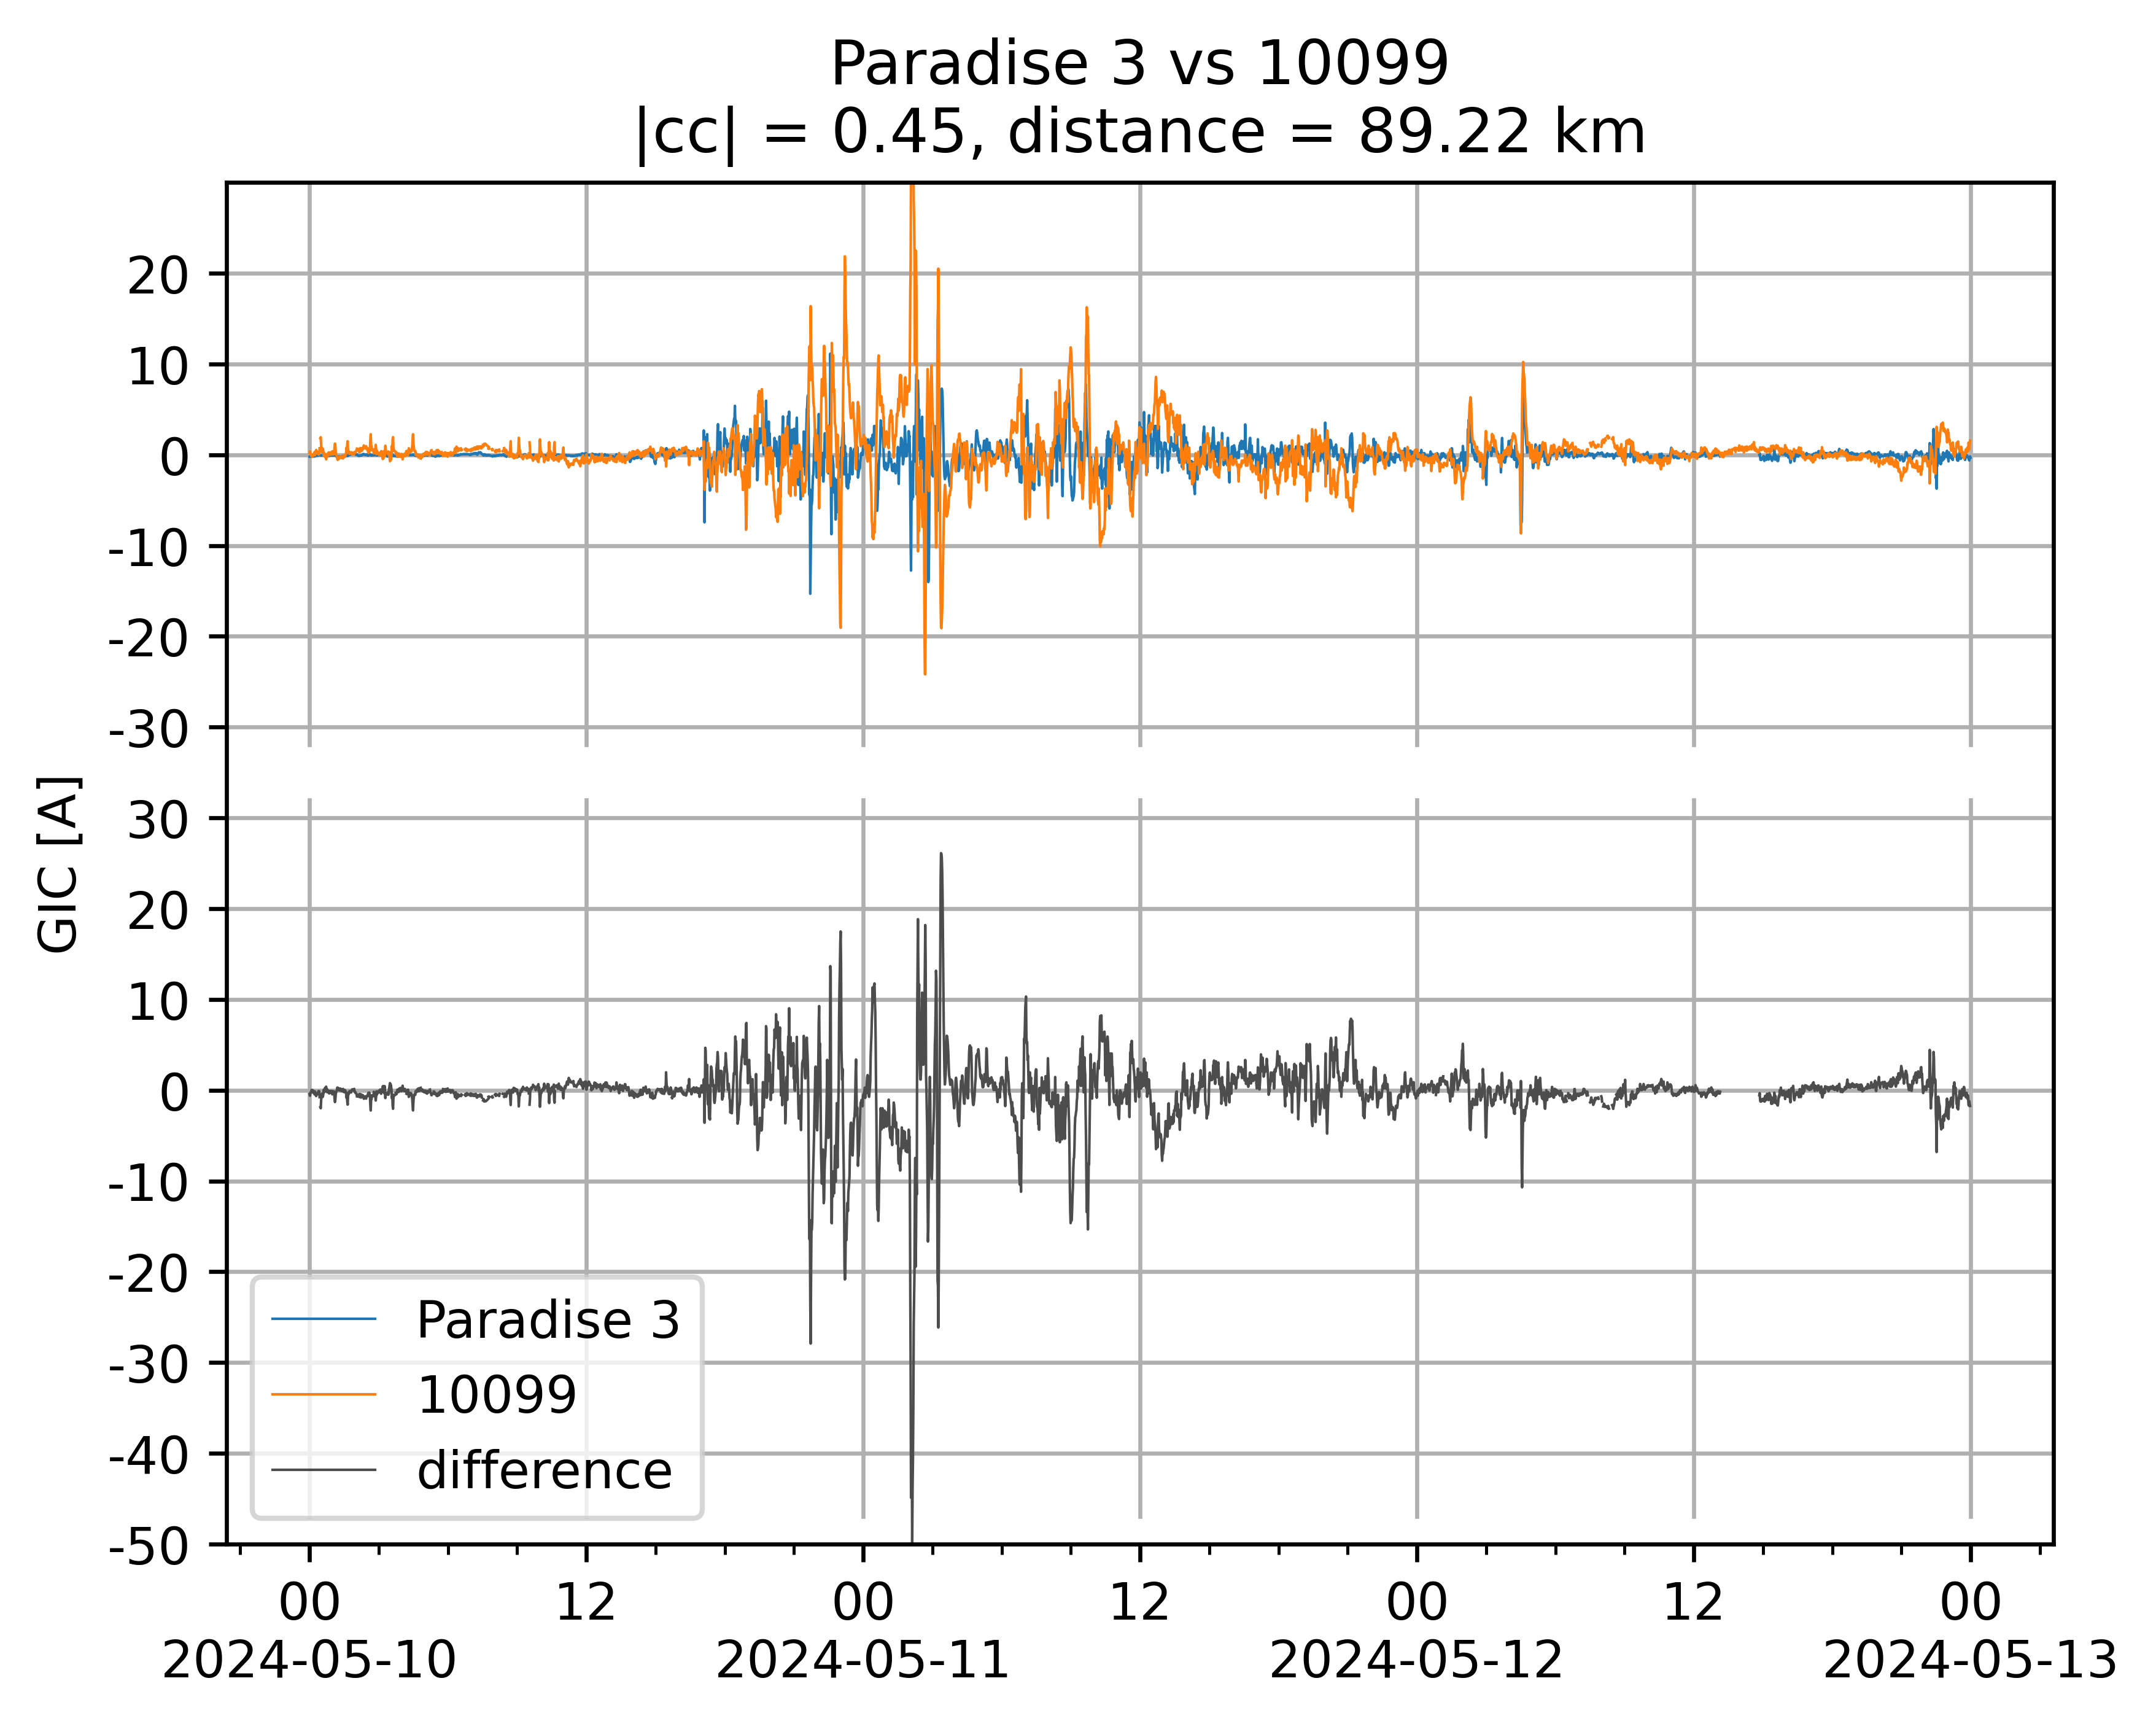 Paradise 3 vs 10099
|cc| = 0.45, distance = 89.22 km
GIC [A]
20
10
0
-10
-20
-30
30
20
10
0
-10
-20
-30
-40
-50
Paradise 3
10099
difference
00 12 00 12 00 12 00
2024-05-10 2024-05-11 2024-05-12 2024-05-13